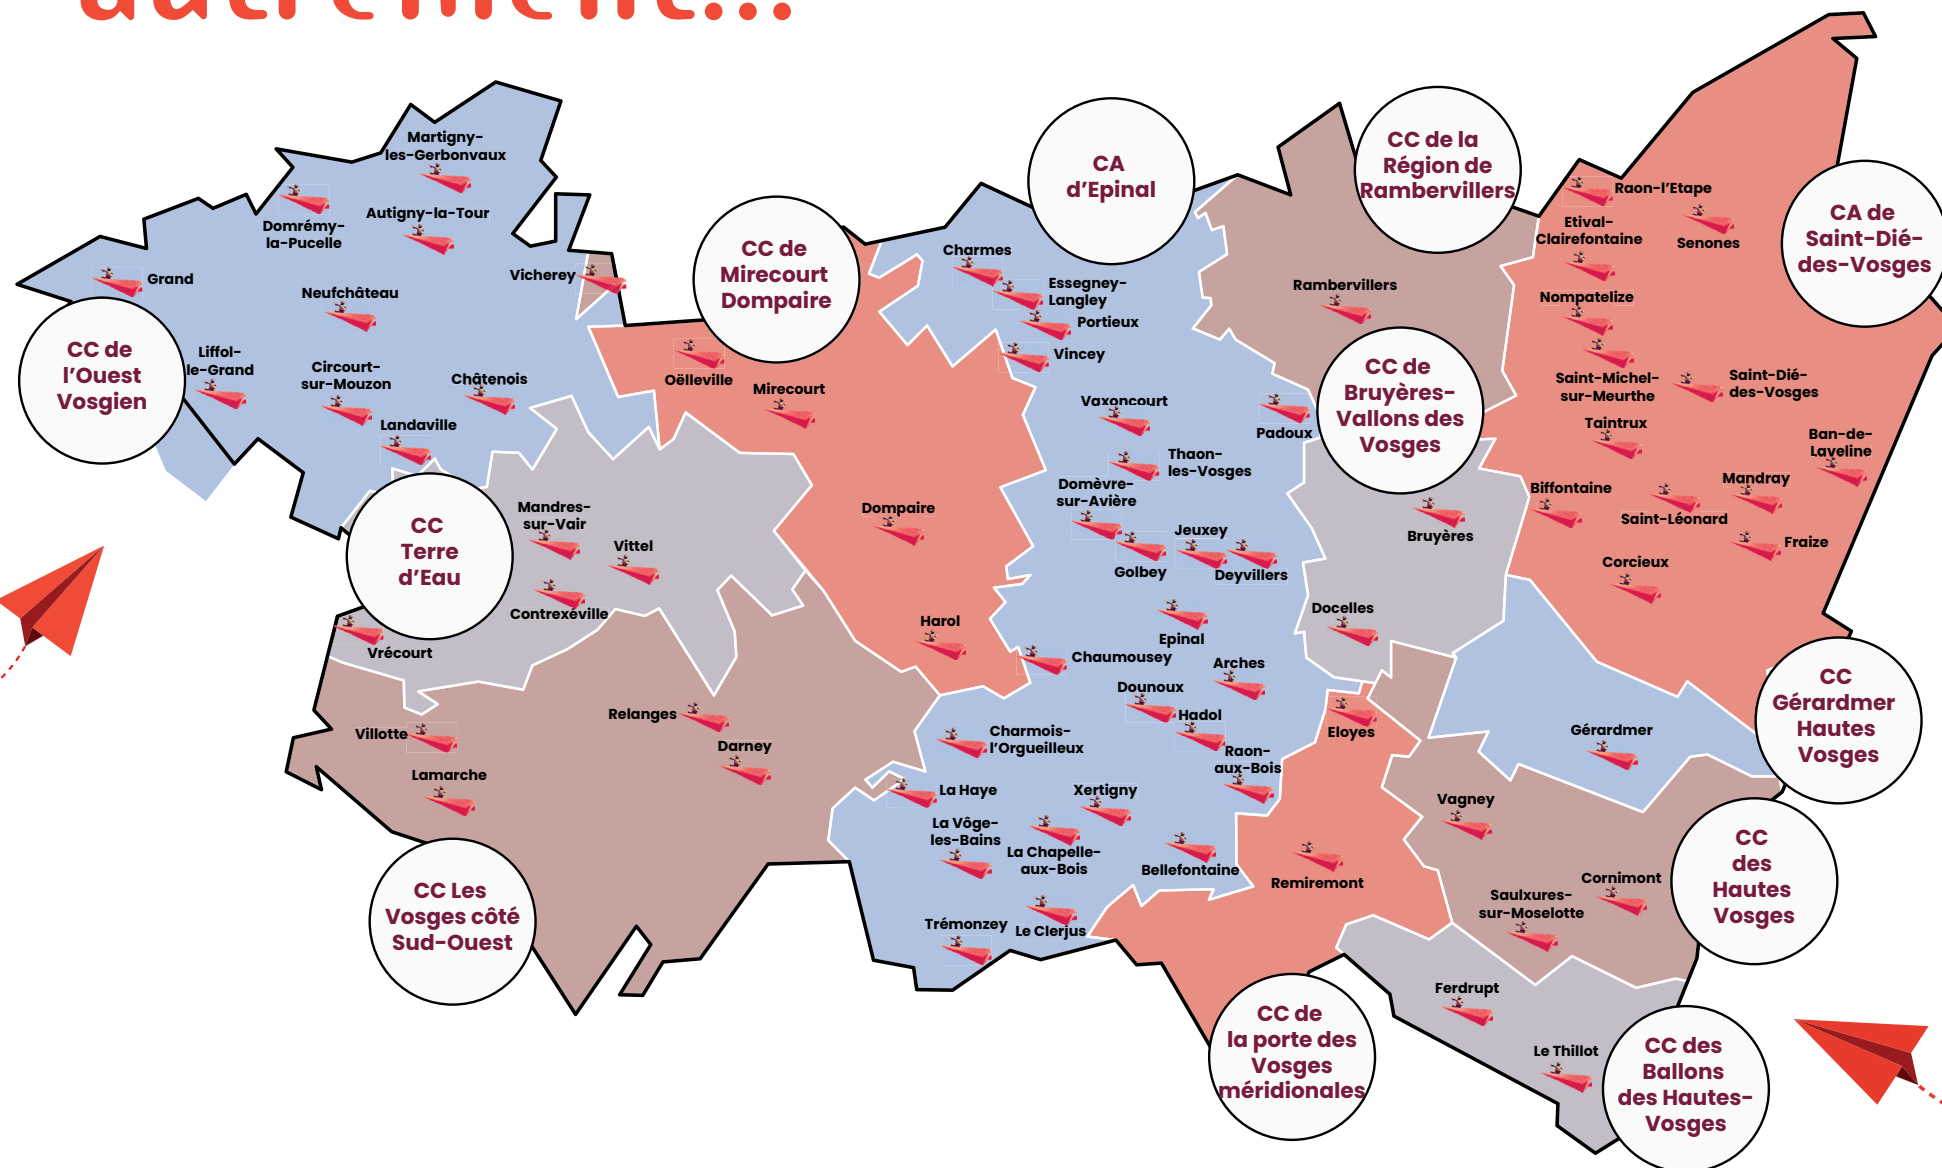 autrement...
Martigny-
les-Gerbonvaux
Domrémy-
la-Pucelle
Autigny-la-Tour
Vicherey
Grand
Neufchâteau
Liffol-
le-Grand
Circourt-
sur-Mouzon
Châtenois
Landaville
CC de
l'Ouest
Vosgien
CC de
Mirecourt
Dompaire
Oëlleville
Mirecourt
Dompaire
Harol
CC
Terre
d'Eau
Mandres-
sur-Vair
Vittel
Contrexéville
Vrécourt
Relanges
Villotte
Darney
Lamarche
CC Les
Vosges côté
Sud-Ouest
CA
d'Epinal
Charmes
Essegney-
Langley
Portieux
Vincey
Vaxoncourt
Padoux
Thaon-
les-Vosges
Domèvre-
sur-Avière
Jeuxey
Golbey
Deyvillers
Epinal
Chaumousey
Arches
Dounoux
Hadol
Charmois-
l'Orgueilleux
Raon-
aux-Bois
La Haye
Xertigny
La Vôge-
les-Bains
La Chapelle-
aux-Bois
Bellefontaine
Trémonzey
Le Clerjus
CC de la
Région de
Rambervillers
Rambervillers
CC de
Bruyères-
Vallons des
Vosges
Bruyères
Docelles
CA de
Saint-Dié-
des-Vosges
Raon-l'Etape
Etival-
Clairefontaine
Senones
Nompatelize
Saint-Michel-
sur-Meurthe
Saint-Dié-
des-Vosges
Taintrux
Ban-de-
Laveline
Mandray
Biffontaine
Saint-Léonard
Fraize
Corcieux
CC
Gérardmer
Hautes
Vosges
Gérardmer
Eloyes
Remiremont
CC de
la porte des
Vosges
méridionales
CC
des
Hautes
Vosges
Vagney
Cornimont
Saulxures-
sur-Moselotte
Ferdrupt
Le Thillot
CC des
Ballons
des Hautes-
Vosges